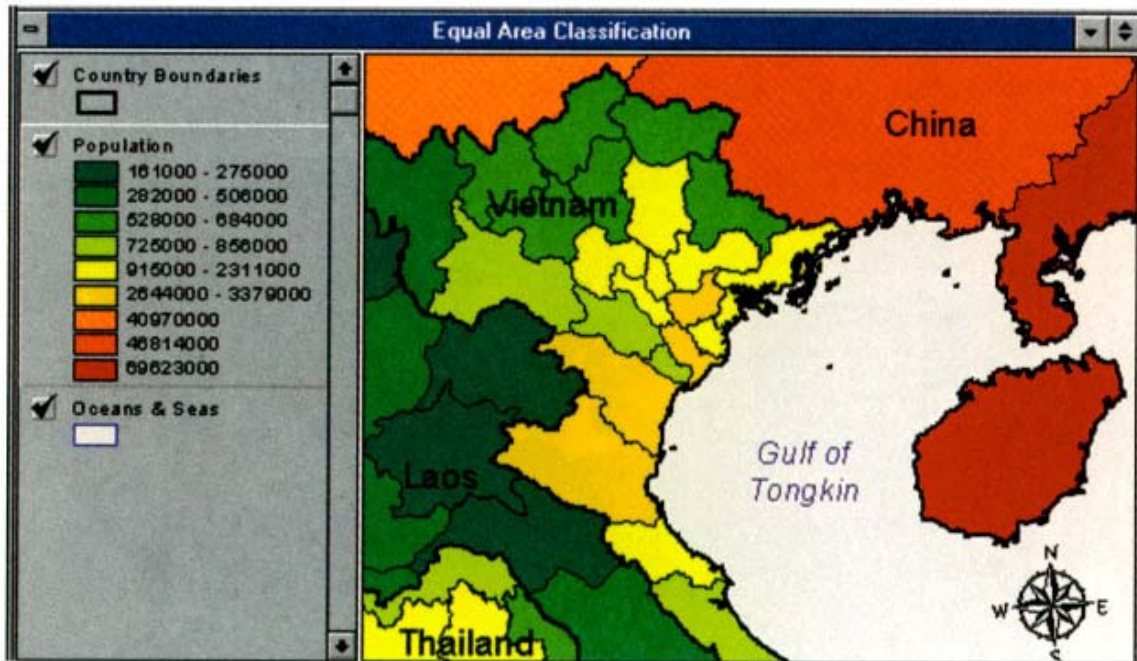 Equal Area Classification
Country Boundaries
Population
161000 - 275000
282000 - 506000
528000 - 684000
725000 - 856000
915000 - 2311000
2644000 - 3379000
40970000
46814000
69623000
Oceans & Seas
China
Vietnam
Laos
Thailand
Gulf of
Tongkin
N
W
E
S